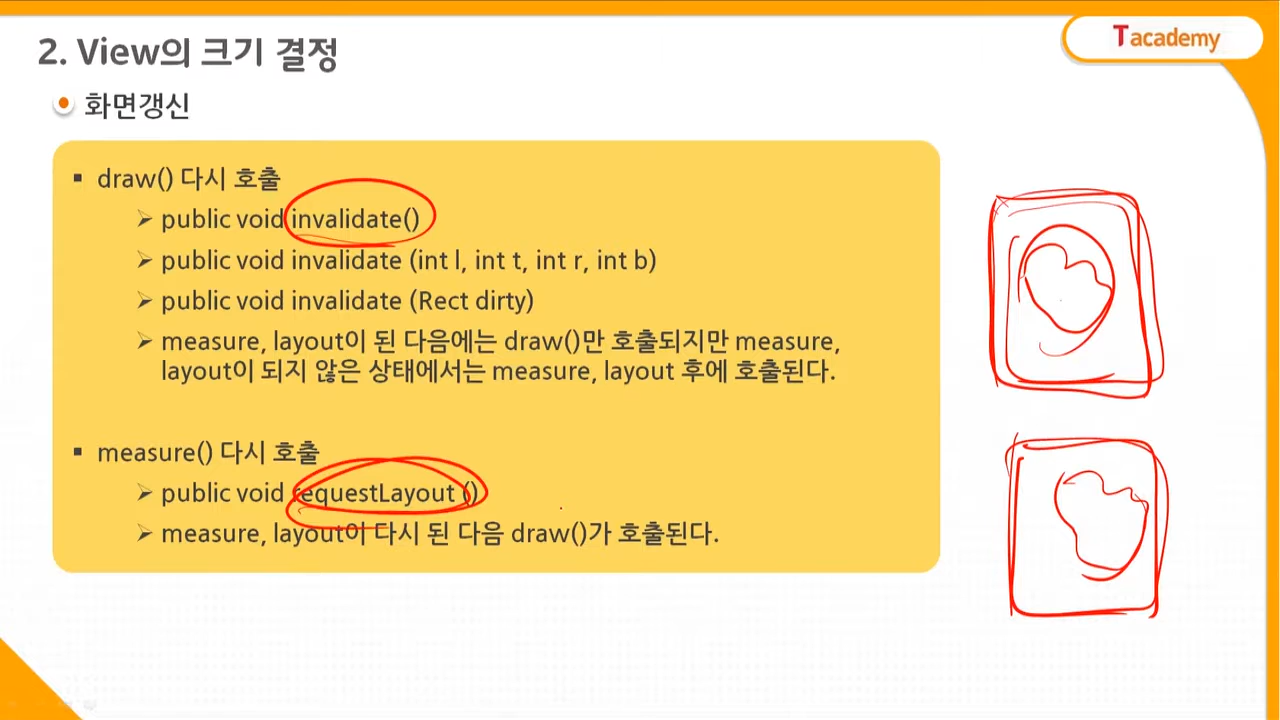 2. View의 크기 결정
Tacademy
화면갱신
▪ draw() 다시 호출
➢ public void invalidate()
➢ public void invalidate (int l, int t, int r, int b)
➢ public void invalidate (Rect dirty)
➢ measure, layout이 된 다음에는 draw()만 호출되지만 measure,
layout이 되지 않은 상태에서는 measure, layout 후에 호출된다.
▪ measure() 다시 호출
➢ public void requestLayout ()
➢ measure, layout이 다시 된 다음 draw()가 호출된다.